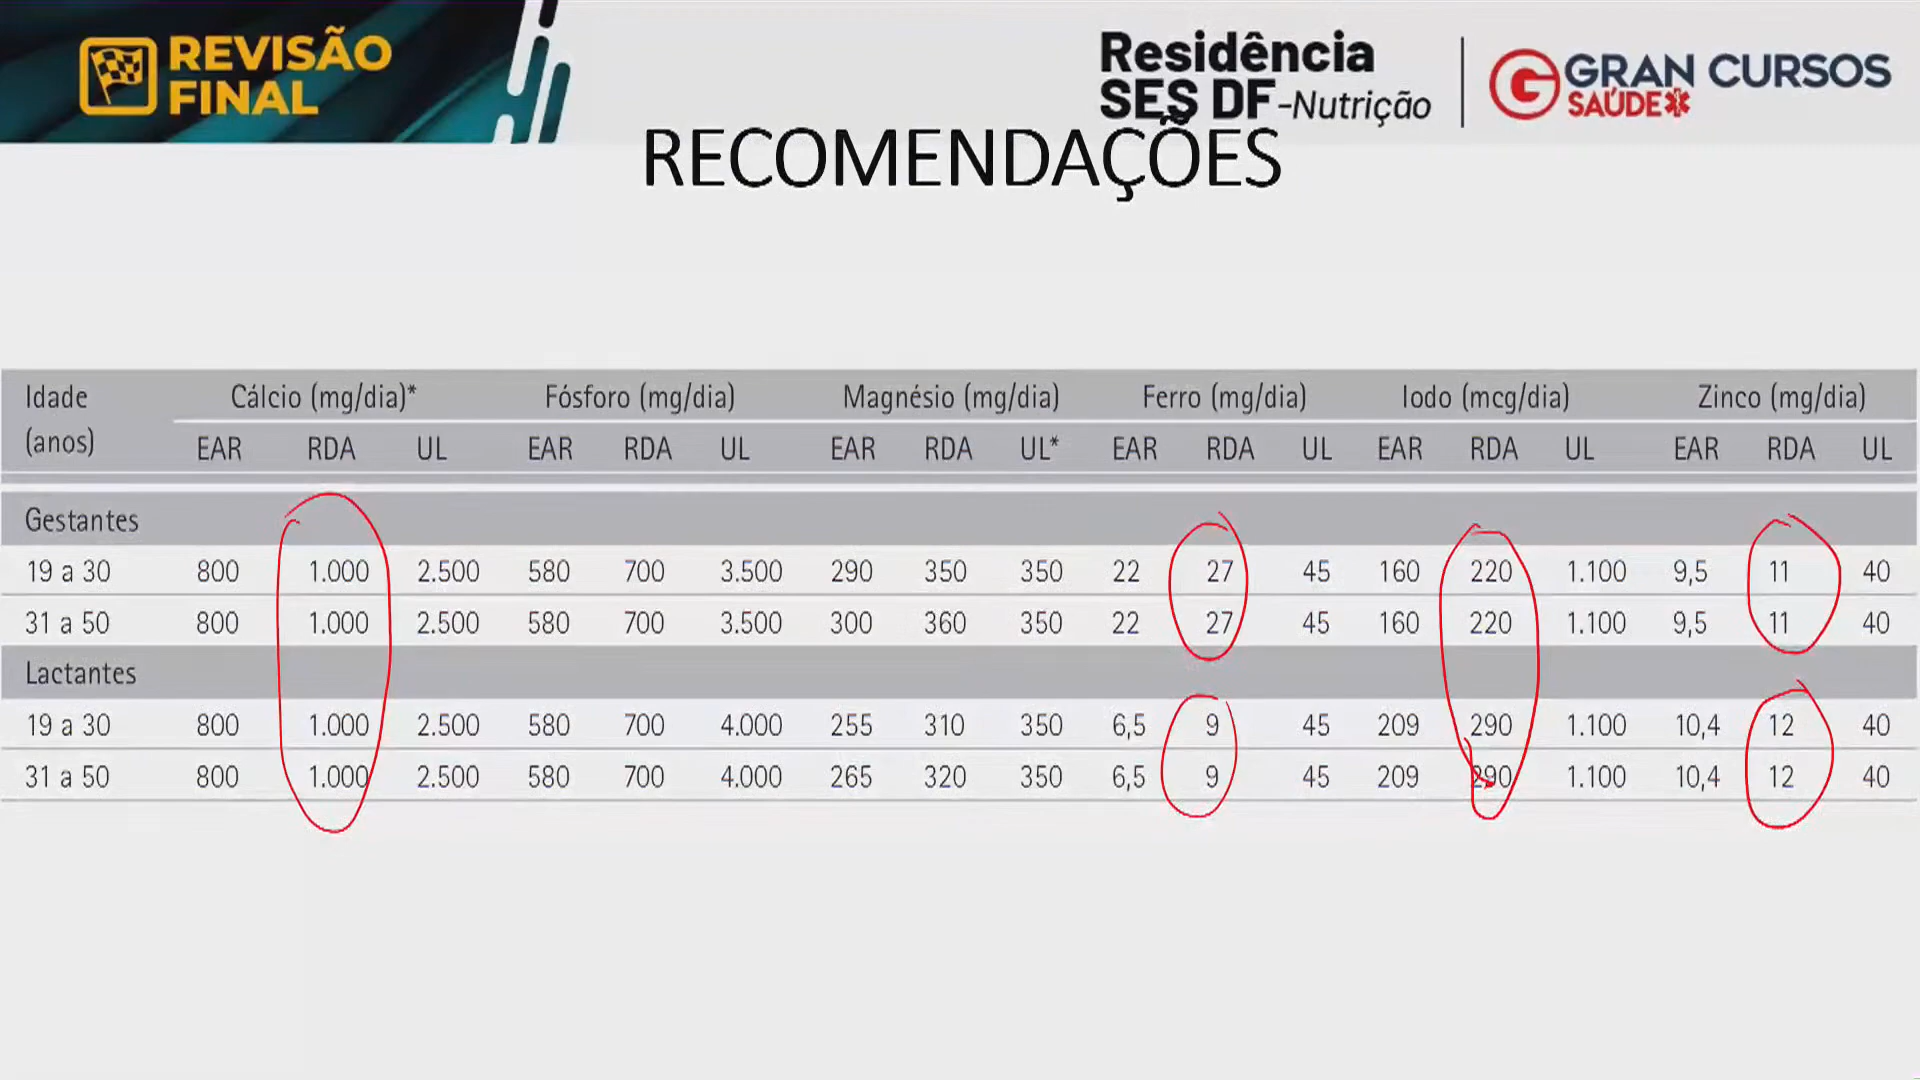 REVISÃO
FINAL
Residência
SES DF-Nutrição
GRAN CURSOS
SAÚDE
RECOMENDAÇÕES
Idade (anos) Cálcio (mg/dia)* Fósforo (mg/dia) Magnésio (mg/dia) Ferro (mg/dia) Iodo (mcg/dia) Zinco (mg/dia)
EAR RDA UL EAR RDA UL EAR RDA UL* EAR RDA UL EAR RDA UL EAR RDA UL
Gestantes
19 a 30 800 1.000 2.500 580 700 3.500 290 350 350 22 27 45 160 220 1.100 9,5 11 40
31 a 50 800 1.000 2.500 580 700 3.500 300 360 350 22 27 45 160 220 1.100 9,5 11 40
Lactantes
19 a 30 800 1.000 2.500 580 700 4.000 255 310 350 6,5 9 45 209 290 1.100 10,4 12 40
31 a 50 800 1.000 2.500 580 700 4.000 265 320 350 6,5 9 45 209 290 1.100 10,4 12 40